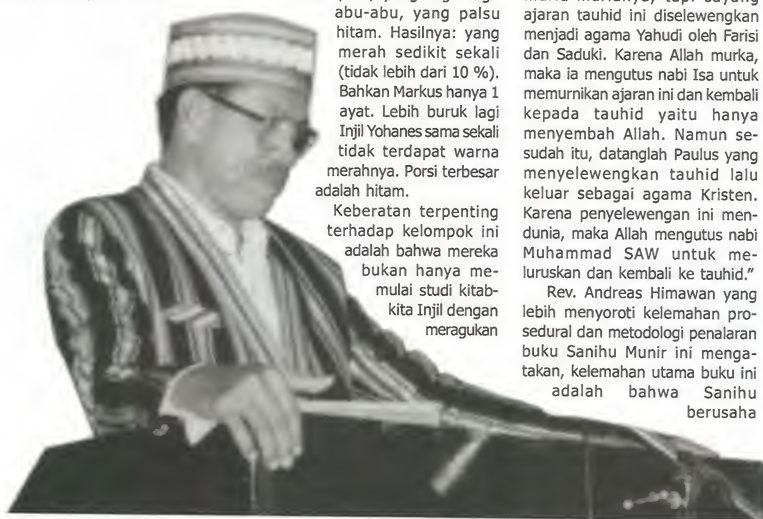 abu-abu, yang palsu
hitam. Hasilnya: yang
merah sedikit sekali
(tidak lebih dari 10 %).
Bahkan Markus hanya 1
ayat. Lebih buruk lagi
Injil Yohanes sama sekali
tidak terdapat warna
merahnya. Porsi terbesar
adalah hitam.
Keberatan terpenting
terhadap kelompok ini
adalah bahwa mereka
bukan hanya me-
mulai studi kitab-
kita Injil dengan
meragukan
ajaran tauhid ini diselewengkan
menjadi agama Yahudi oleh Farisi
dan Saduki. Karena Allah murka,
maka ia mengutus nabi Isa untuk
memurnikan ajaran ini dan kembali
kepada tauhid yaitu hanya
menyembah Allah. Namun se-
sudah itu, datanglah Paulus yang
menyelewengkan tauhid lalu
keluar sebagai agama Kristen.
Karena penyelewengan ini men-
dunia, maka Allah mengutus nabi
Muhammad SAW untuk me-
luruskan dan kembali ke tauhid."
Rev. Andreas Himawan yang
lebih menyoroti kelemahan pro-
sedural dan metodologi penalaran
buku Sanihu Munir ini menga-
takan, kelemahan utama buku ini
adalah bahwa Sanihu
berusaha